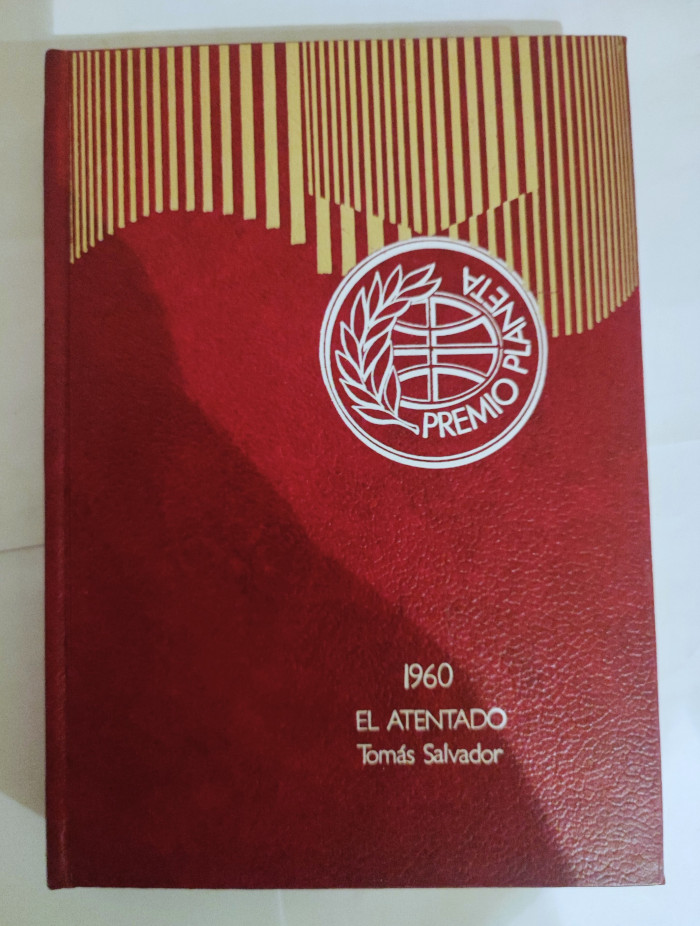 PREMIO PLANETA
1960
EL ATENTADO
Tomás Salvador